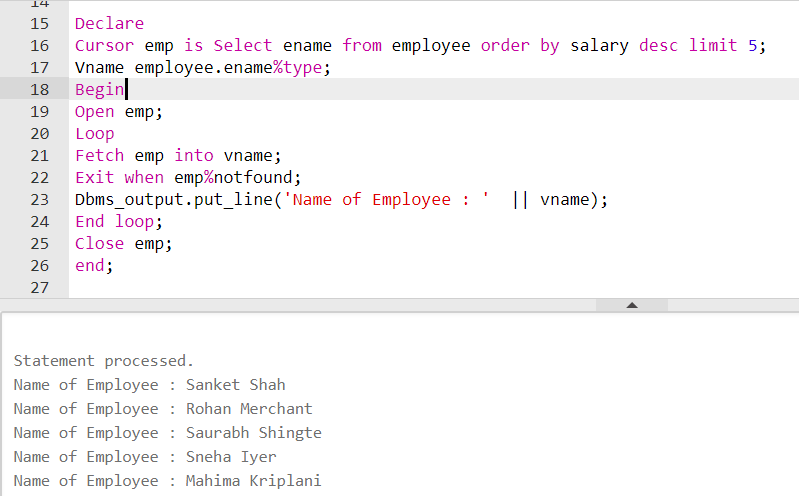 14
15 Declare
16 Cursor emp is Select ename from employee order by salary desc limit 5;
17 Vname employee.ename%type;
18 Begin
19 Open emp;
20 Loop
21 Fetch emp into vname;
22 Exit when emp%notfound;
23 Dbms_output.put_line('Name of Employee : '  || vname);
24 End loop;
25 Close emp;
26 end;
27
Statement processed.
Name of Employee : Sanket Shah
Name of Employee : Rohan Merchant
Name of Employee : Saurabh Shingte
Name of Employee : Sneha Iyer
Name of Employee : Mahima Kriplani